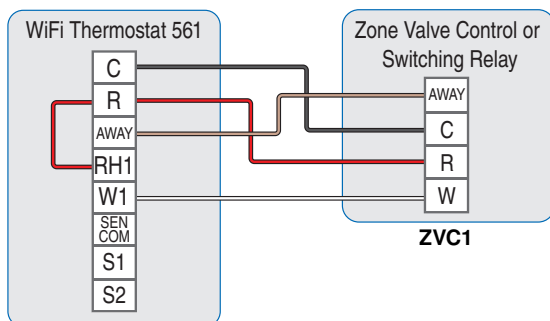 WiFi Thermostat 561
C
R
AWAY
RH1
W1
SEN
COM
S1
S2
Zone Valve Control or
Switching Relay
AWAY
C
R
W
ZVC1